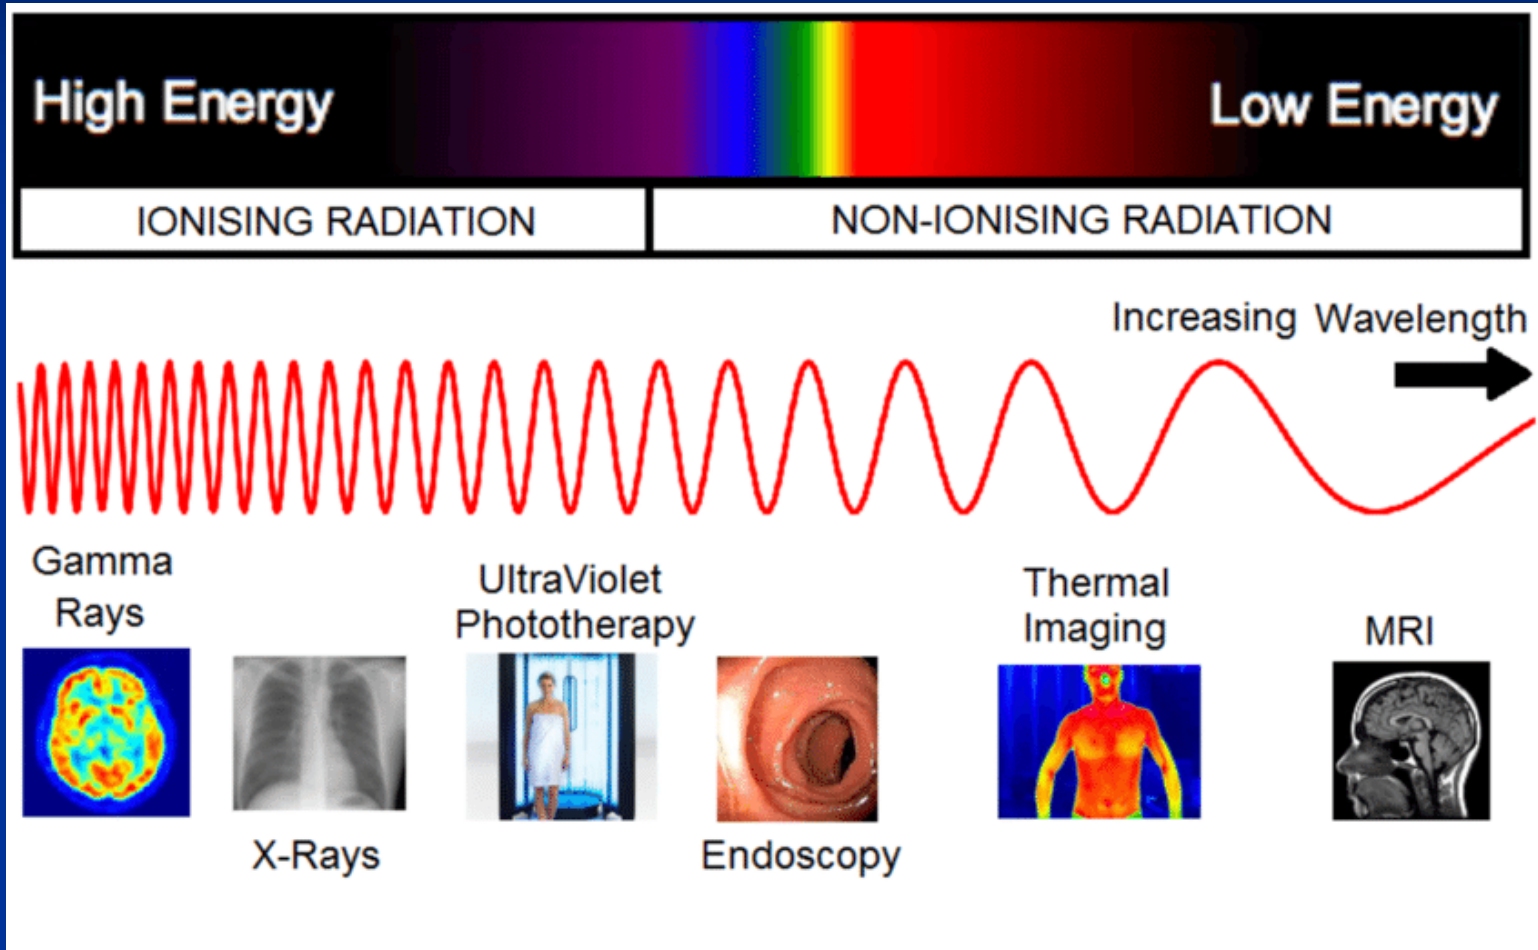 High Energy
Low Energy
IONISING RADIATION
NON-IONISING RADIATION
Increasing Wavelength
Gamma
Rays
X-Rays
UltraViolet
Phototherapy
Endoscopy
Thermal
Imaging
MRI